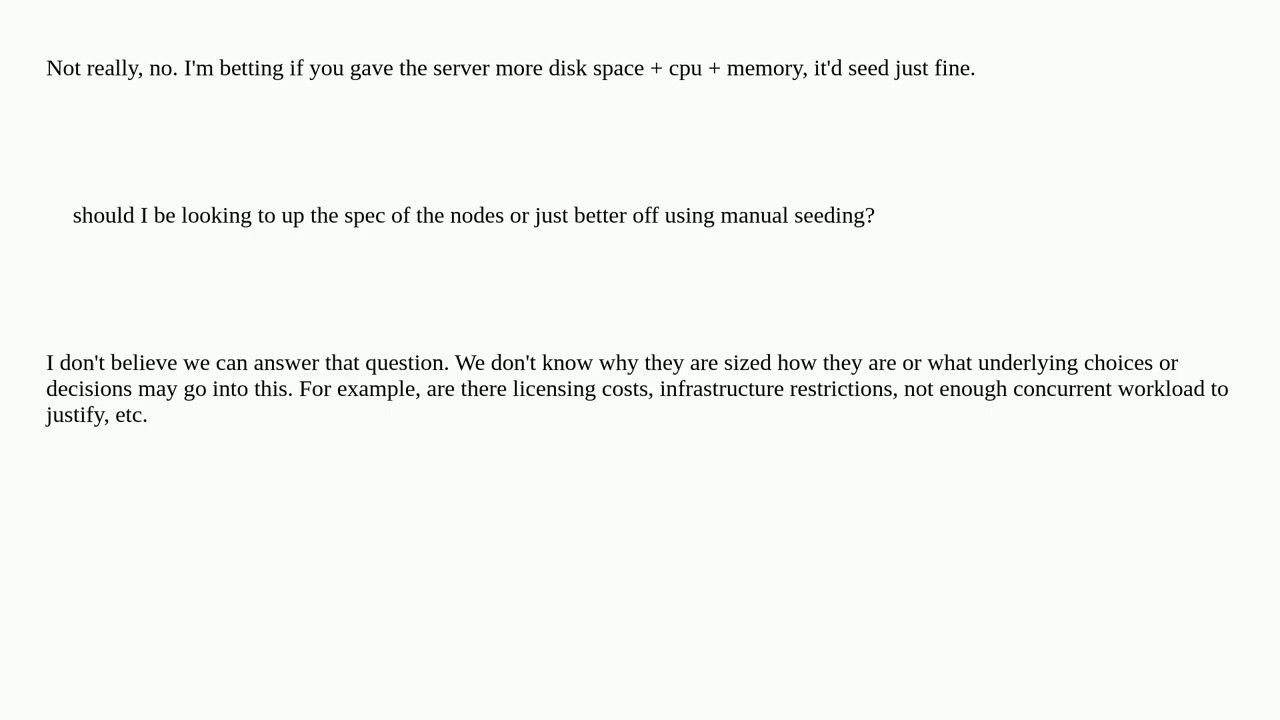 Not really, no. I'm betting if you gave the server more disk space + cpu + memory, it'd seed just fine.
should I be looking to up the spec of the nodes or just better off using manual seeding?
I don't believe we can answer that question. We don't know why they are sized how they are or what underlying choices or
decisions may go into this. For example, are there licensing costs, infrastructure restrictions, not enough concurrent workload to
justify, etc.